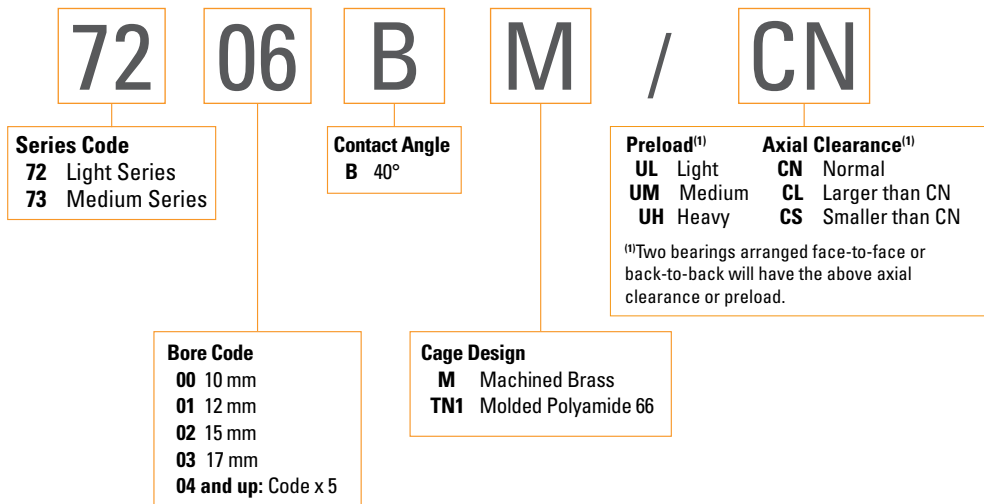 72 06 B M / CN
Series Code
72 Light Series
73 Medium Series
Contact Angle
B 40°
Preload(1) Axial Clearance(1)
UL Light CN Normal
UM Medium CL Larger than CN
UH Heavy CS Smaller than CN
(1)Two bearings arranged face-to-face or
back-to-back will have the above axial
clearance or preload.
Bore Code
00 10 mm
01 12 mm
02 15 mm
03 17 mm
04 and up: Code x 5
Cage Design
M Machined Brass
TN1 Molded Polyamide 66